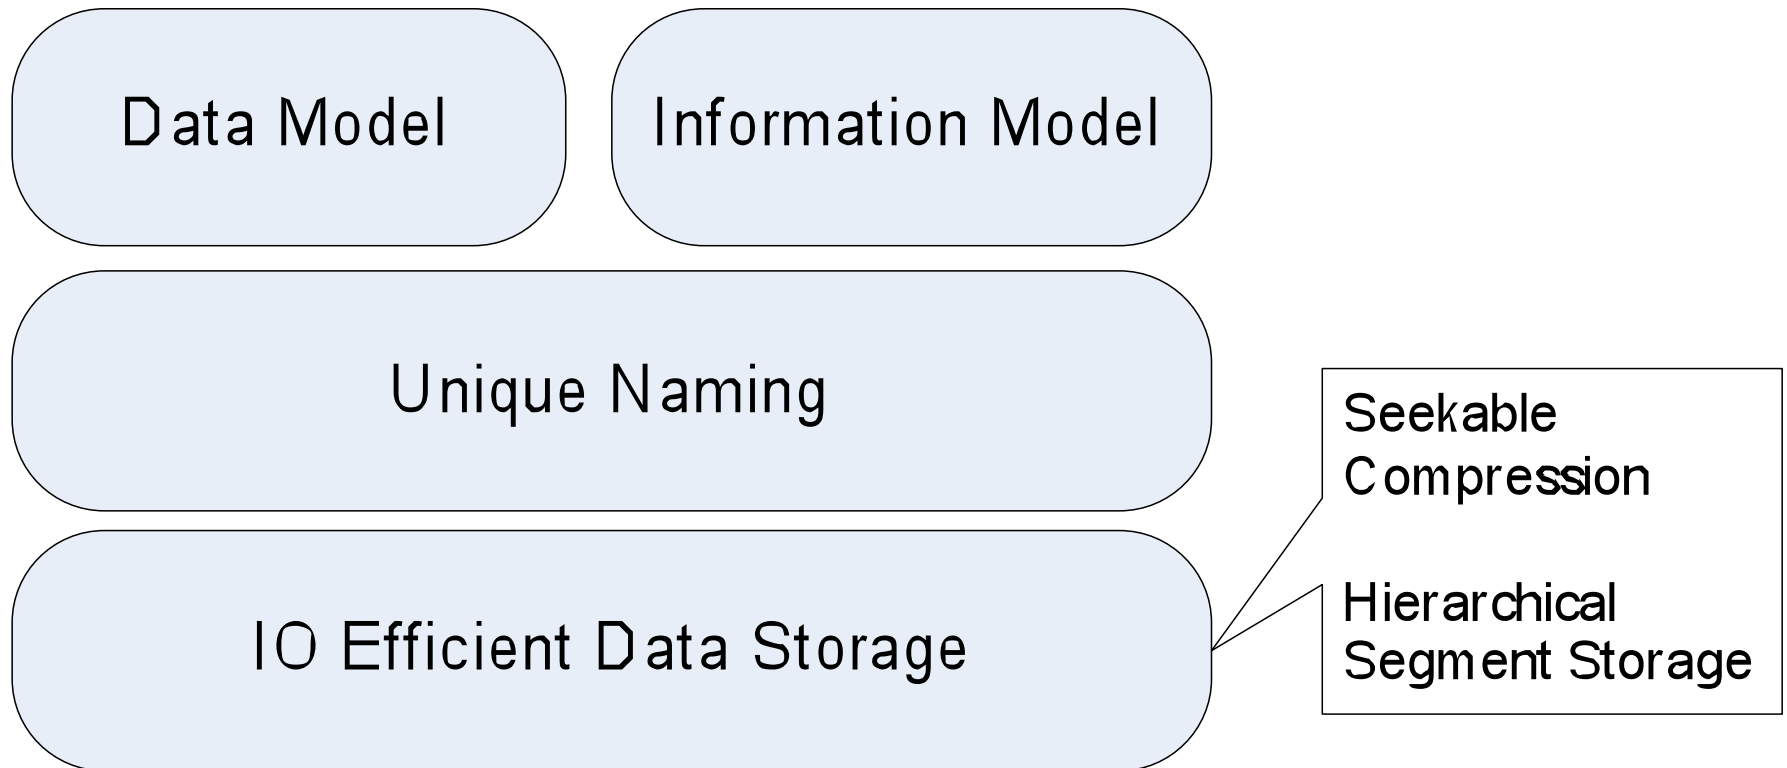 Data Model
Information Model
Unique Naming
IO Efficient Data Storage
Seekable
Compression
Hierarchical
Segment Storage